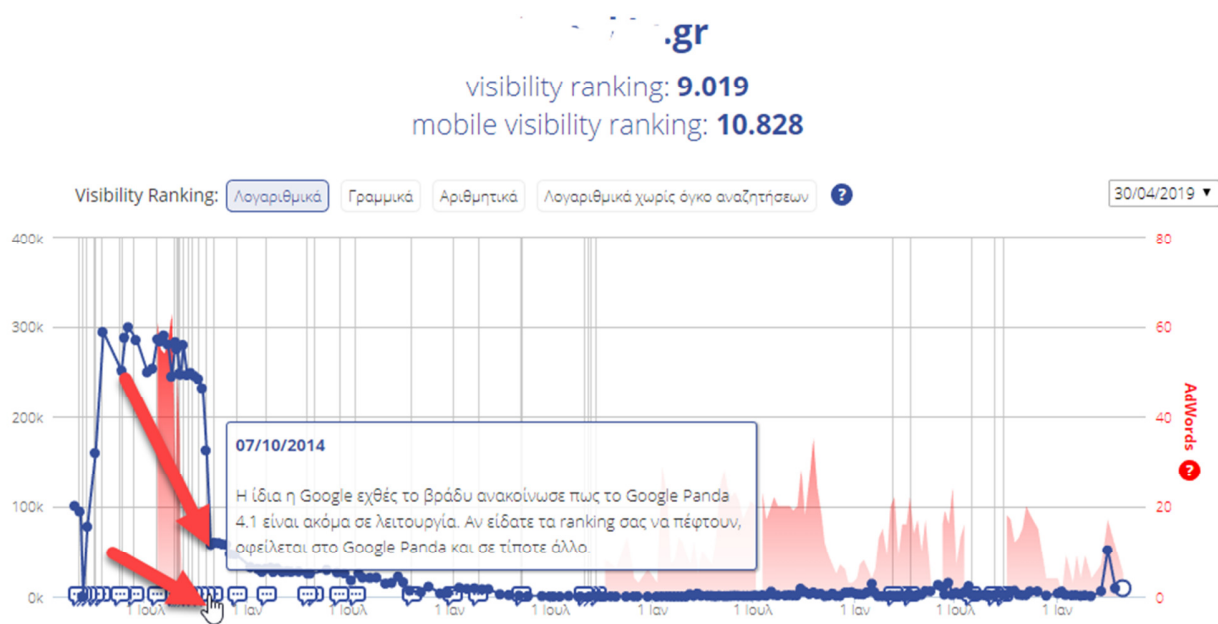 .gr
visibility ranking: 9.019
mobile visibility ranking: 10.828
Visibility Ranking: Λογαριθμικά Γραμμικά Αριθμητικά Λογαριθμικά χωρίς όγκο αναζητήσεων ? 30/04/2019
400k 80
300k 60
200k 40
AdWords ?
07/10/2014
Η ίδια η Google εχθές το βράδυ ανακοίνωσε πως το Google Panda
4.1 είναι ακόμα σε λειτουργία. Αν είδατε τα ranking σας να πέφτουν,
οφείλεται στο Google Panda και σε τίποτε άλλο.
100k 20
0k 0
1 Ιουλ 1 Ιαν 1 Ιουλ 1 Ιαν 1 Ιουλ 1 Ιαν 1 Ιουλ 1 Ιαν 1 Ιουλ 1 Ιαν